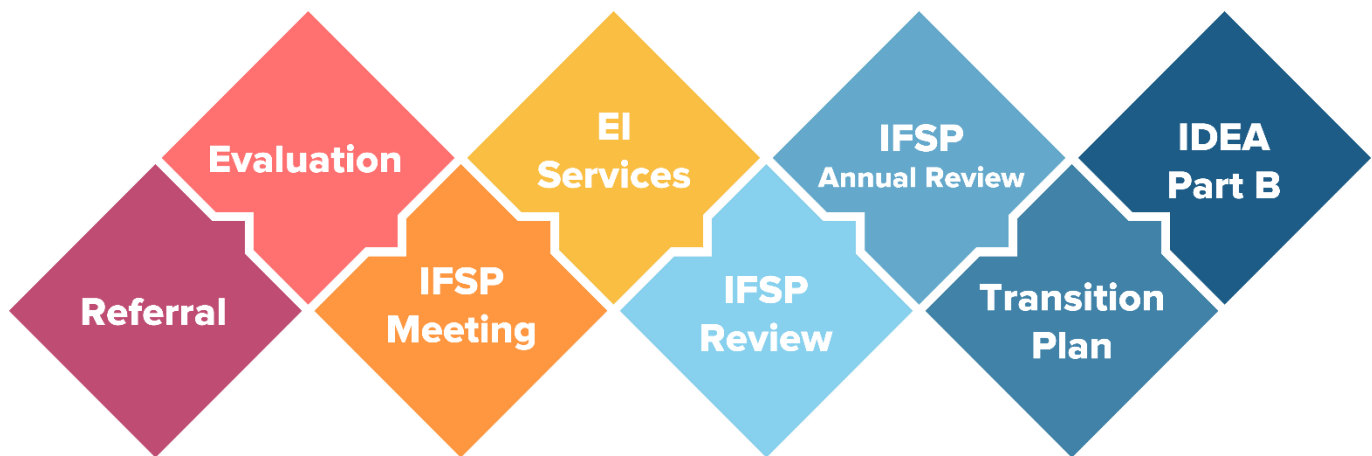 Referral
Evaluation
IFSP
Meeting
EI
Services
IFSP
Review
IFSP
Annual Review
Transition
Plan
IDEA
Part B